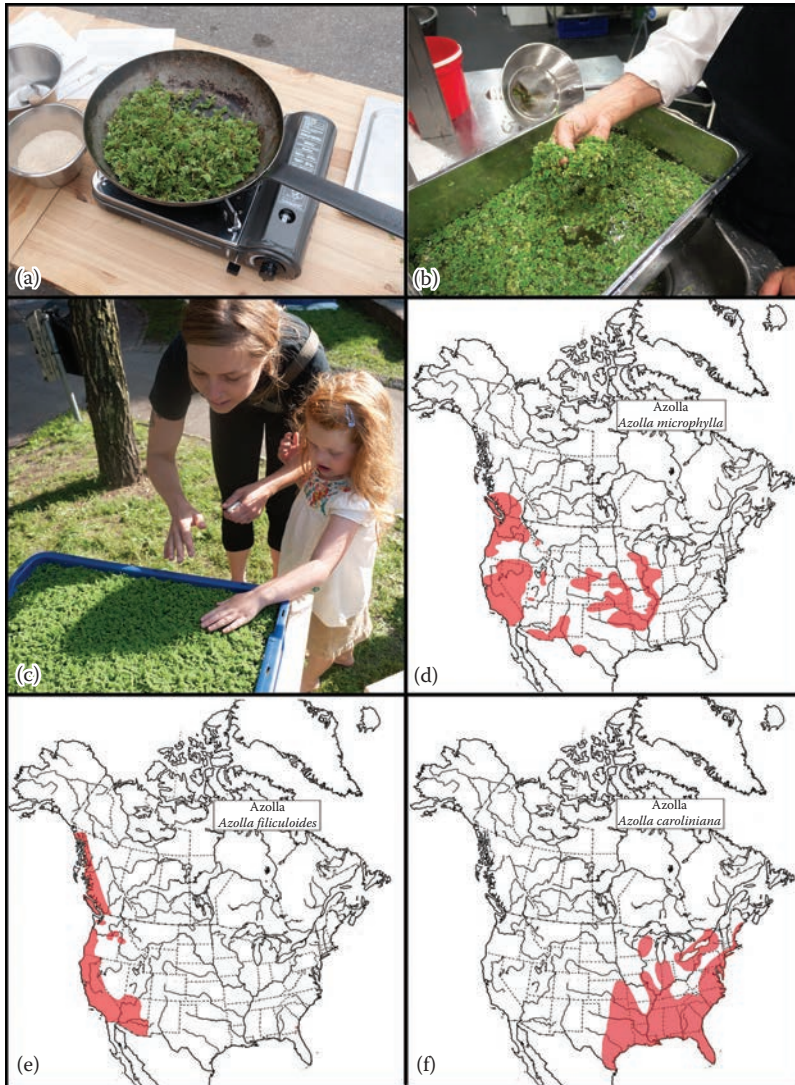 (a)
(b)
(c)
Azolla
Azolla microphylla
(d)
Azolla
Azolla filiculoides
(e)
Azolla
Azolla caroliniana
(f)